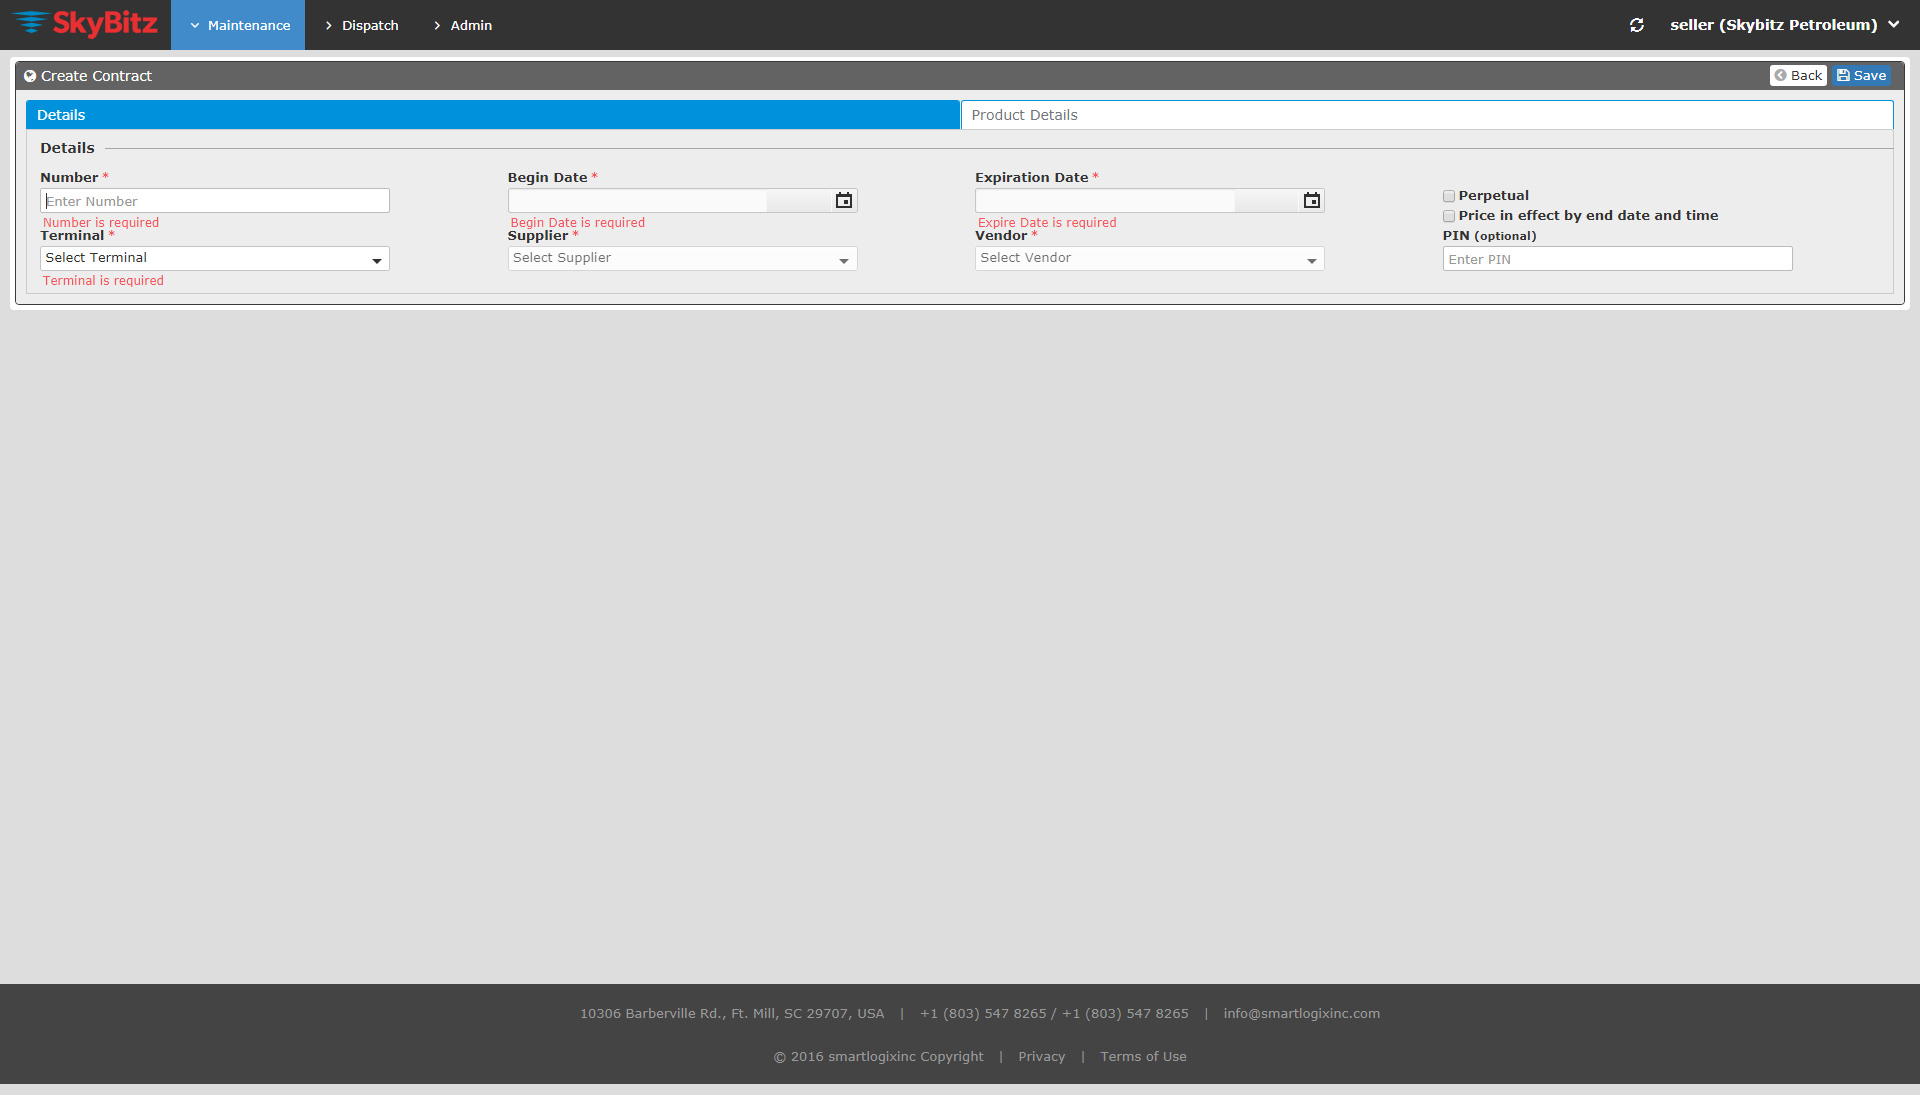 SkyBitz
Maintenance
Dispatch
Admin
seller (Skybitz Petroleum)
Create Contract
Back
Save
Details
Product Details
Details
Number *
Begin Date *
Expiration Date *
Enter Number
Perpetual
Number is required
Begin Date is required
Expire Date is required
Price in effect by end date and time
Terminal *
Supplier *
Vendor *
PIN (optional)
Select Terminal
Select Supplier
Select Vendor
Enter PIN
Terminal is required
10306 Barberville Rd., Ft. Mill, SC 29707, USA | +1 (803) 547 8265 / +1 (803) 547 8265 | info@smartlogixinc.com
© 2016 smartlogixinc Copyright | Privacy | Terms of Use